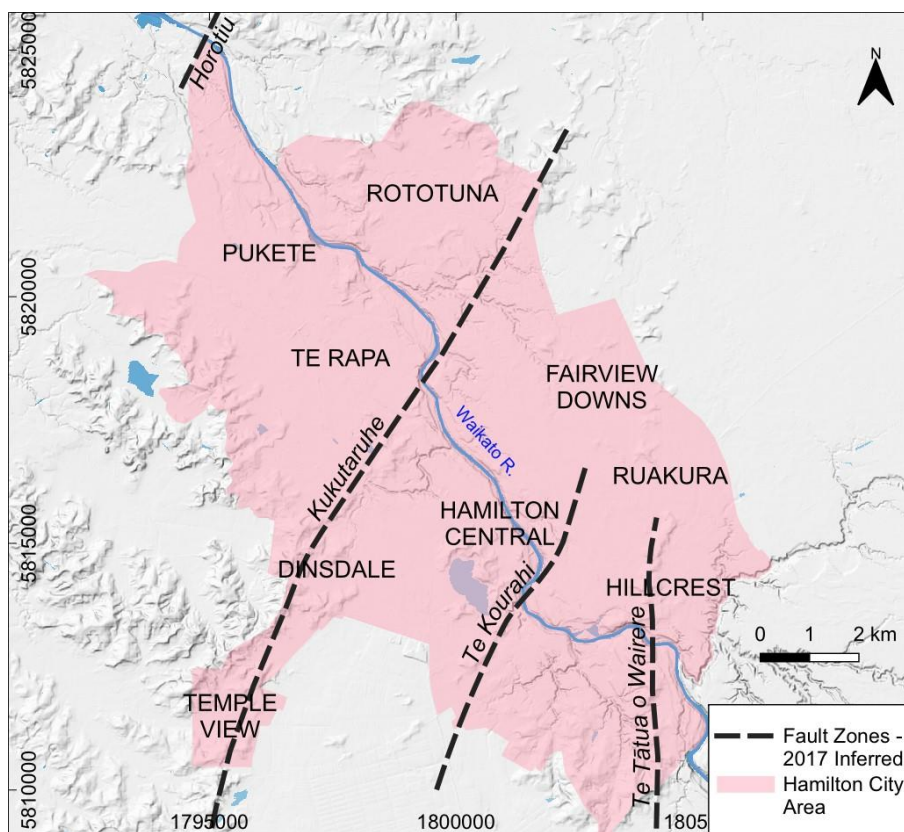 Horotiu
5825000
N
ROTOTUNA
PUKETE
5820000
TE RAPA
FAIRVIEW
DOWNS
Waikato R.
Kukutaruhe
RUAKURA
HAMILTON
CENTRAL
5815000
DINSDALE
HILLCREST
Te Kourahi
0 1 2 km
Te Tātua o Wairere
TEMPLE
VIEW
Fault Zones -
2017 Inferred
Hamilton City
Area
5810000
1795000
1800000
1805